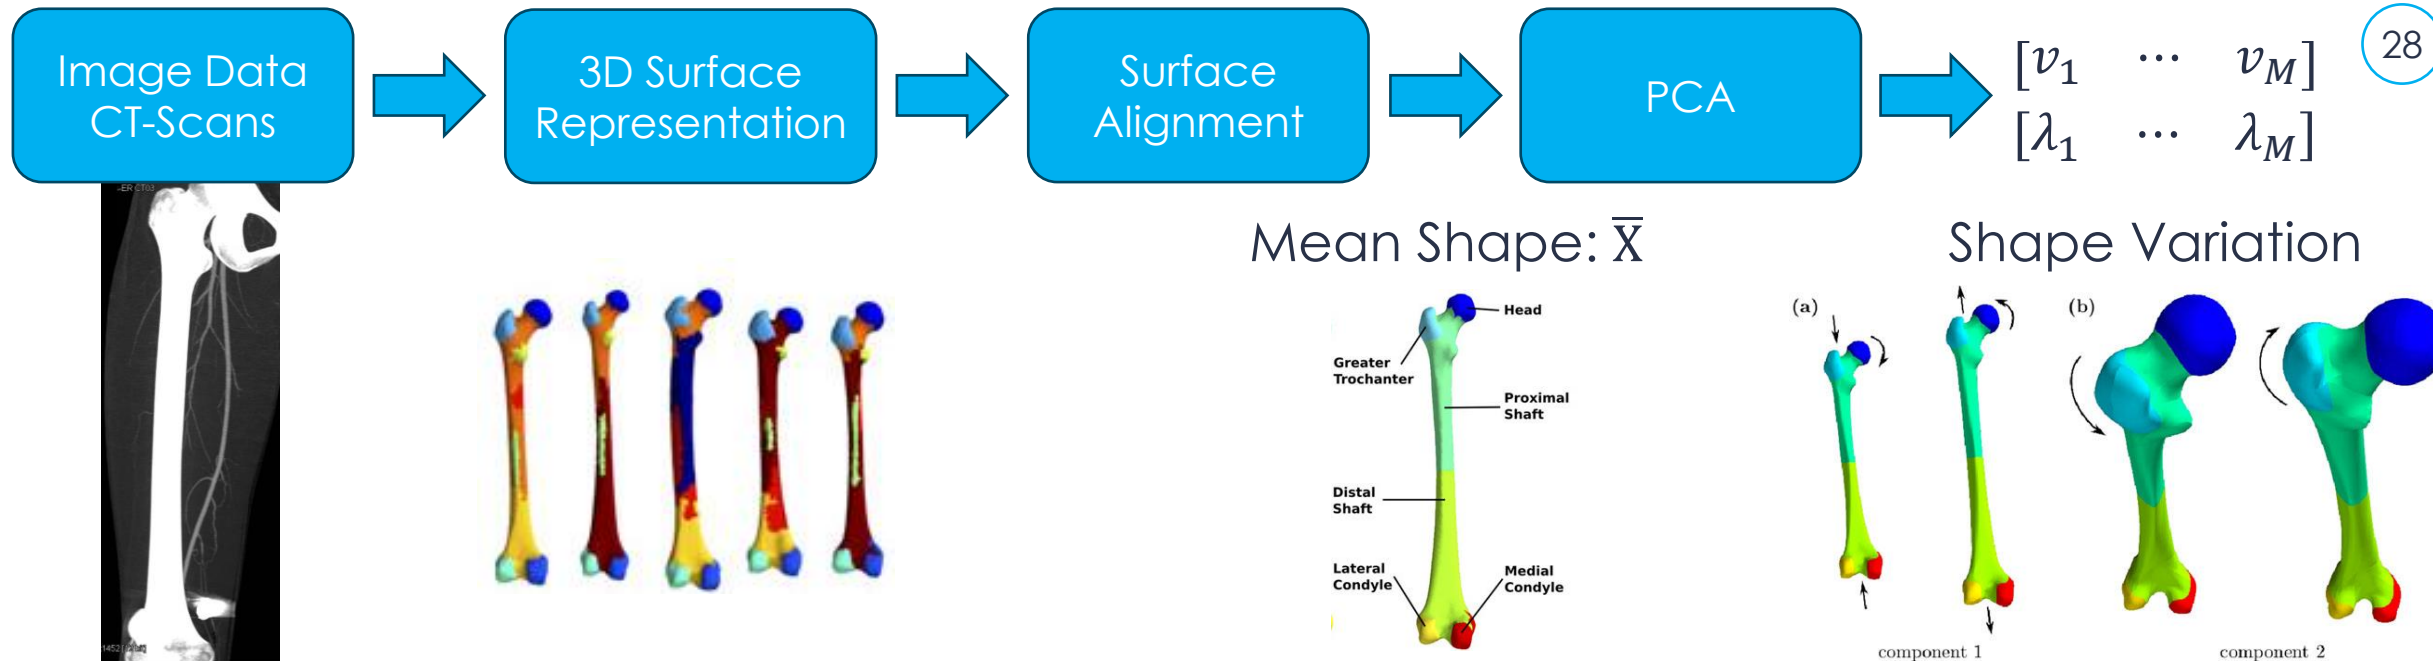 Image Data
CT-Scans
3D Surface
Representation
Surface
Alignment
PCA
[v₁ ⋯ v_M]
[λ₁ ⋯ λ_M]
28
Mean Shape: X̄
Shape Variation
Head
Greater
Trochanter
Proximal
Shaft
Distal
Shaft
Lateral
Condyle
Medial
Condyle
(a)
(b)
component 1
component 2